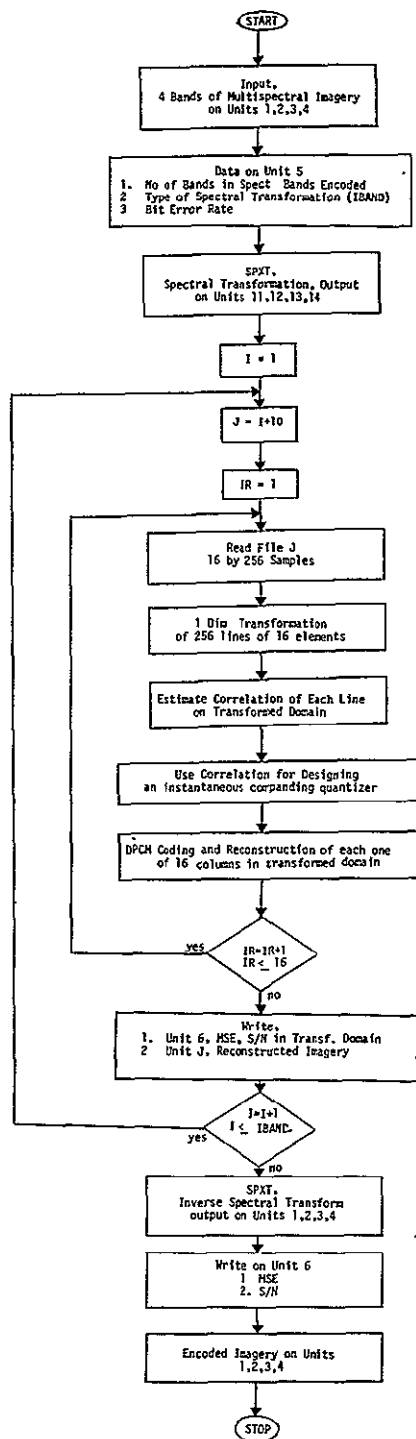 START
Input.
4 Bands of Multispectral Imagery
on Units 1,2,3,4
Data on Unit 5
1. No of Bands in Spect Bands Encoded
2 Type of Spectral Transformation (IBAND)
3 Bit Error Rate
SPXT.
Spectral Transformation, Output
on Units 11,12,13,14
I = 1
J = I+10
IR = 1
Read File J
16 by 256 Samples
1 Dim Transformation
of 256 lines of 16 elements
Estimate Correlation of Each Line
on Transformed Domain
Use Correlation for Designing
an instantaneous companding quantizer
DPCM Coding and Reconstruction of each one
of 16 columns in transformed domain
yes
IR=IR+1
IR ≤ 16
no
Write.
1. Unit 6, MSE, S/N in Transf. Domain
2 Unit J, Reconstructed Imagery
I=I+1
I ≤ IBAND.
yes
no
SPXT.
Inverse Spectral Transform
output on Units 1,2,3,4
Write on Unit 6
1 MSE
2. S/N
Encoded Imagery on Units
1,2,3,4
STOP